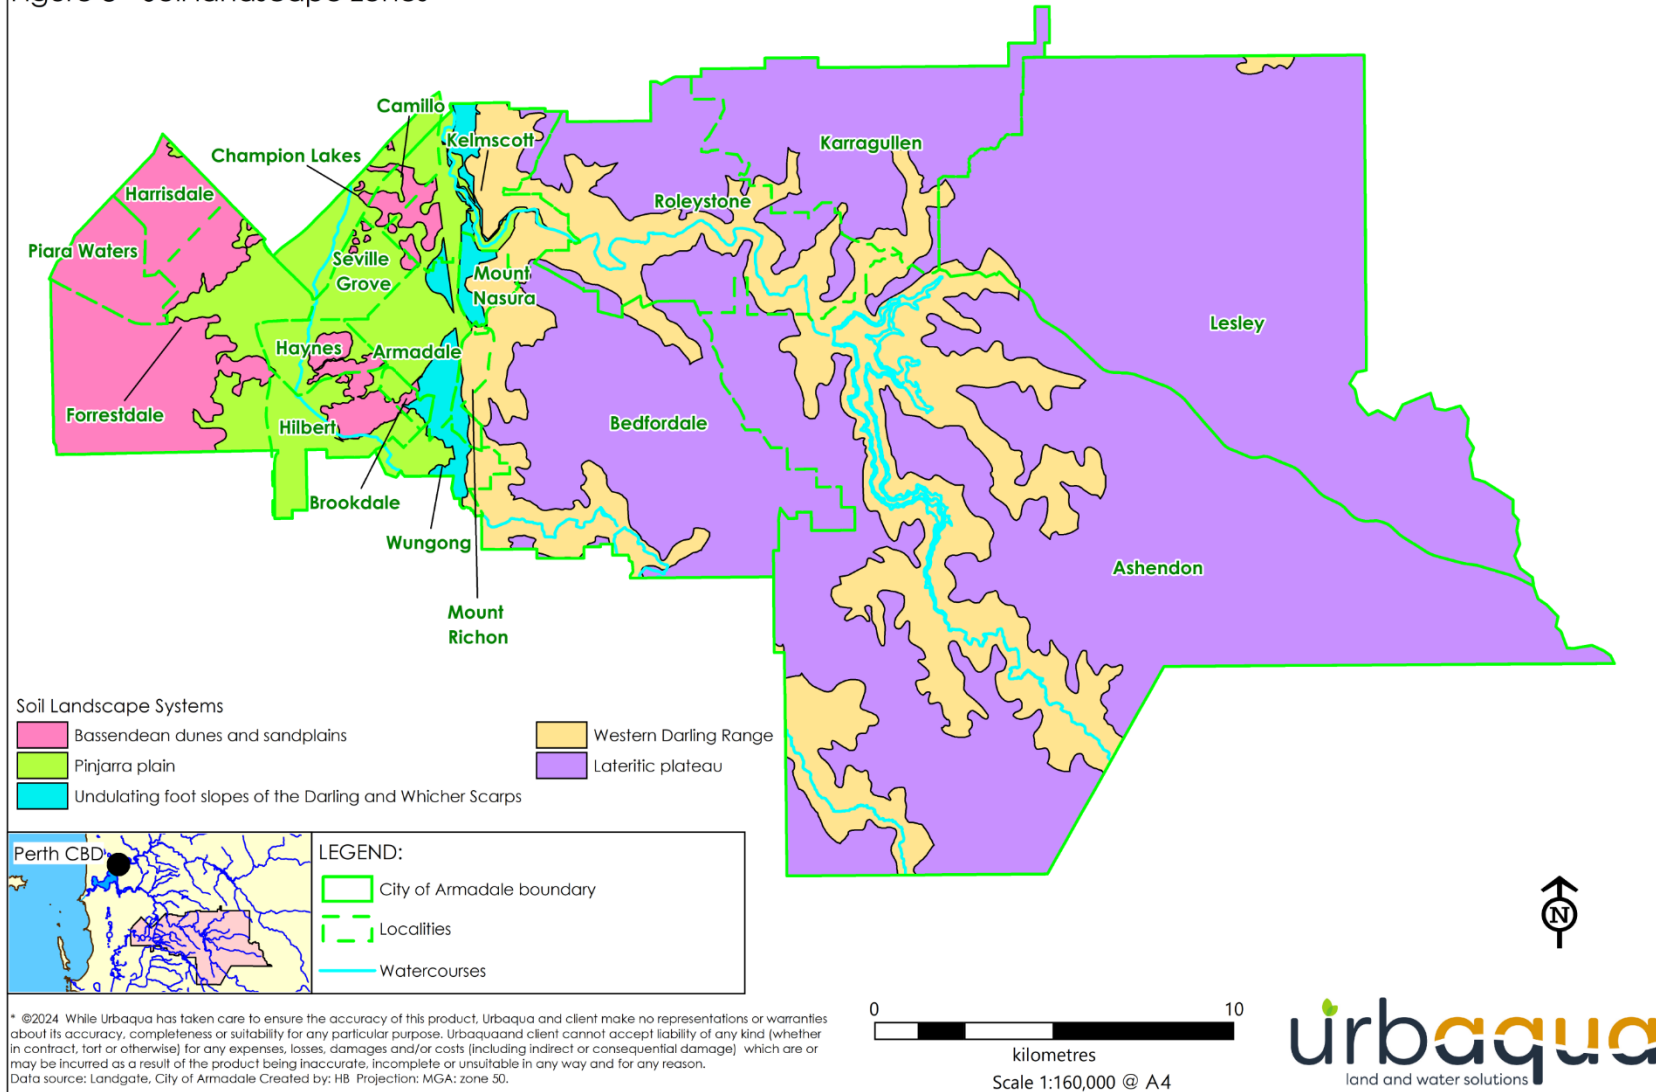 Figure 3 - Soil landscape zones
Camillo
Kelmscott
Champion Lakes
Karragullen
Harrisdale
Roleystone
Piara Waters
Seville
Grove
Mount
Nasura
Lesley
Haynes
Armadale
Forrestdale
Hilbert
Bedfordale
Brookdale
Wungong
Ashendon
Mount
Richon
Soil Landscape Systems
Bassendean dunes and sandplains
Western Darling Range
Pinjarra plain
Lateritic plateau
Undulating foot slopes of the Darling and Whicher Scarps
Perth CBD
LEGEND:
City of Armadale boundary
Localities
Watercourses
N
* ©2024 While Urbaqua has taken care to ensure the accuracy of this product, Urbaqua and client make no representations or warranties
about its accuracy, completeness or suitability for any particular purpose. Urbaquaand client cannot accept liability of any kind (whether
in contract, tort or otherwise) for any expenses, losses, damages and/or costs (including indirect or consequential damage) which are or
may be incurred as a result of the product being inaccurate, incomplete or unsuitable in any way and for any reason.
Data source: Landgate, City of Armadale Created by: HB Projection: MGA: zone 50.
0 10
kilometres
Scale 1:160,000 @ A4
urbaqua
land and water solutions